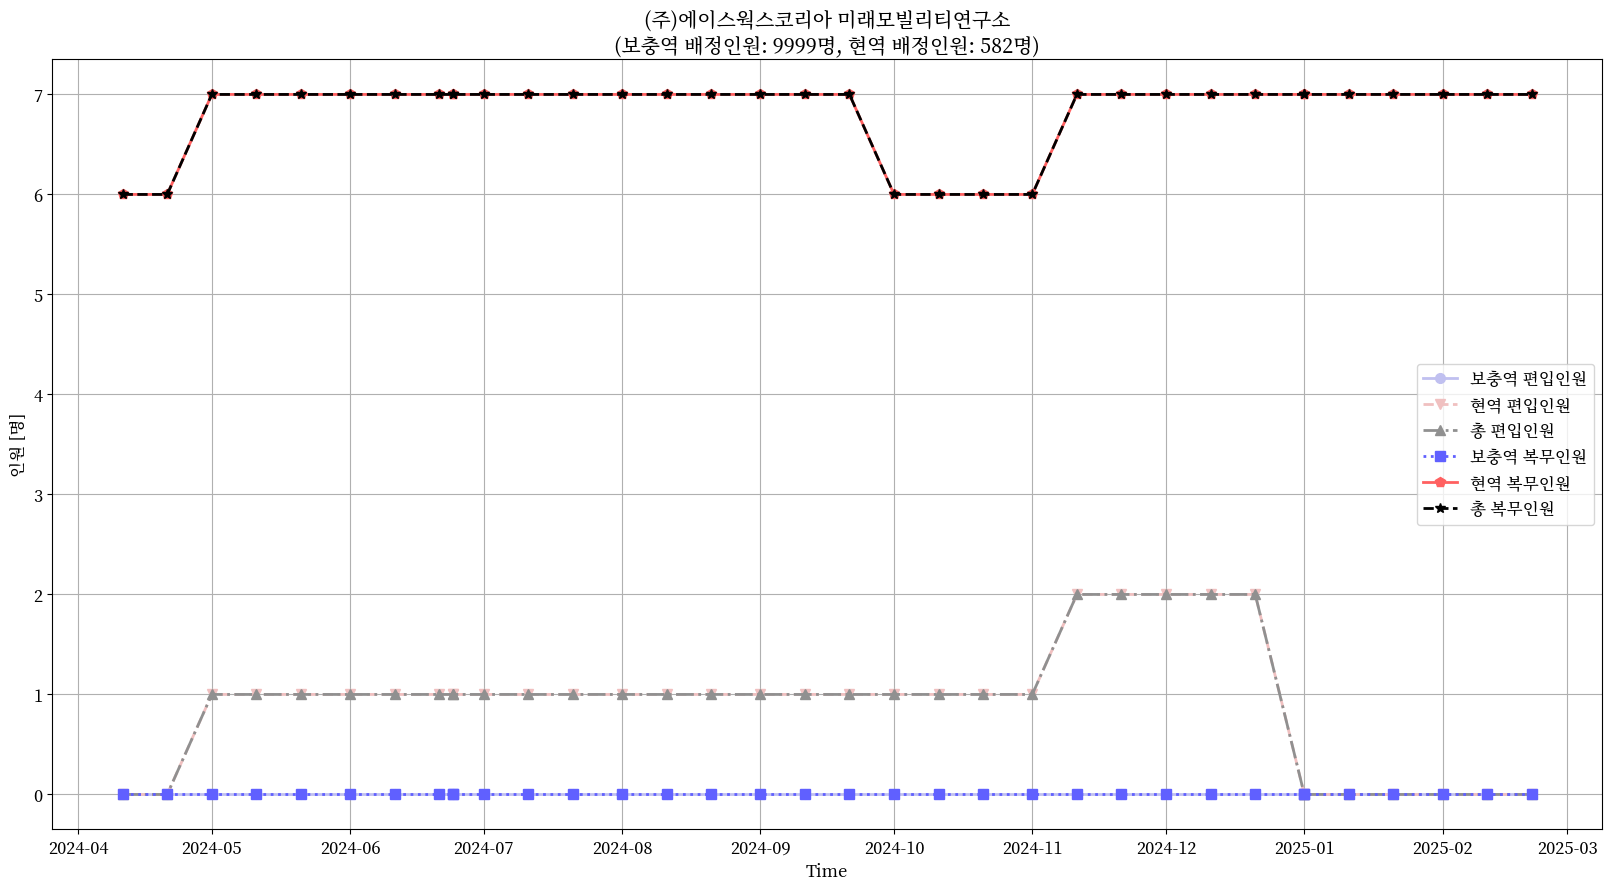 (주)에이스웍스코리아 미래모빌리티연구소
(보충역 배정인원: 9999명, 현역 배정인원: 582명)
7
6
5
4
3
2
1
0
인원 [명]
보충역 편입인원
현역 편입인원
총 편입인원
보충역 복무인원
현역 복무인원
총 복무인원
2024-04 2024-05 2024-06 2024-07 2024-08 2024-09 2024-10 2024-11 2024-12 2025-01 2025-02 2025-03
Time